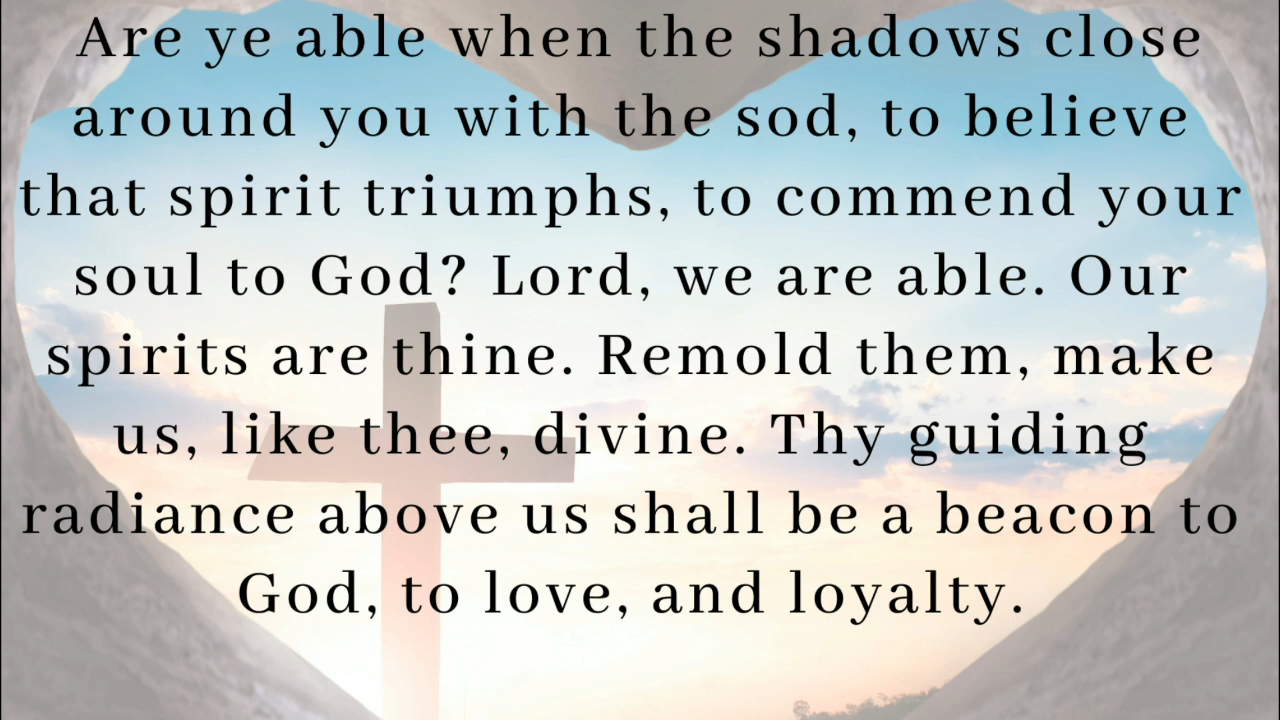 Are ye able when the shadows close
around you with the sod, to believe
that spirit triumphs, to commend your
soul to God? Lord, we are able. Our
spirits are thine. Remold them, make
us, like thee, divine. Thy guiding
radiance above us shall be a beacon to
God, to love, and loyalty.